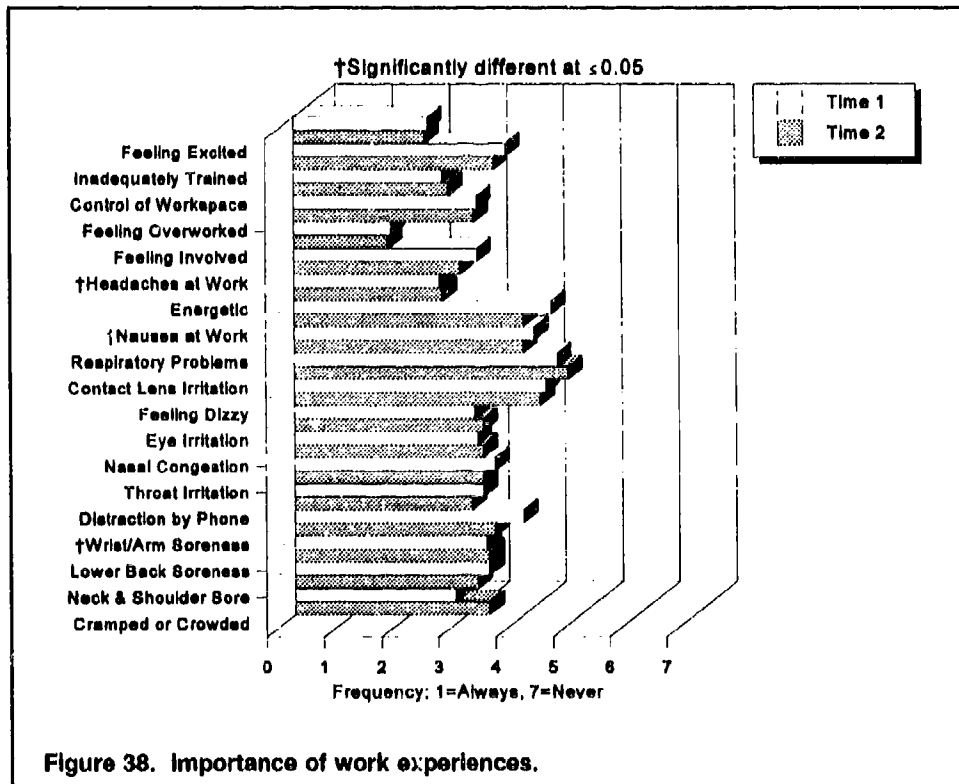 †Significantly different at ≤0.05
Time 1
Time 2
Feeling Excited
Inadequately Trained
Control of Workspace
Feeling Overworked
Feeling Involved
†Headaches at Work
Energetic
†Nausea at Work
Respiratory Problems
Contact Lens Irritation
Feeling Dizzy
Eye Irritation
Nasal Congestion
Throat Irritation
Distraction by Phone
†Wrist/Arm Soreness
Lower Back Soreness
Neck & Shoulder Sore
Cramped or Crowded
0 1 2 3 4 5 6 7
Frequency; 1=Always, 7=Never
Figure 38. Importance of work experiences.